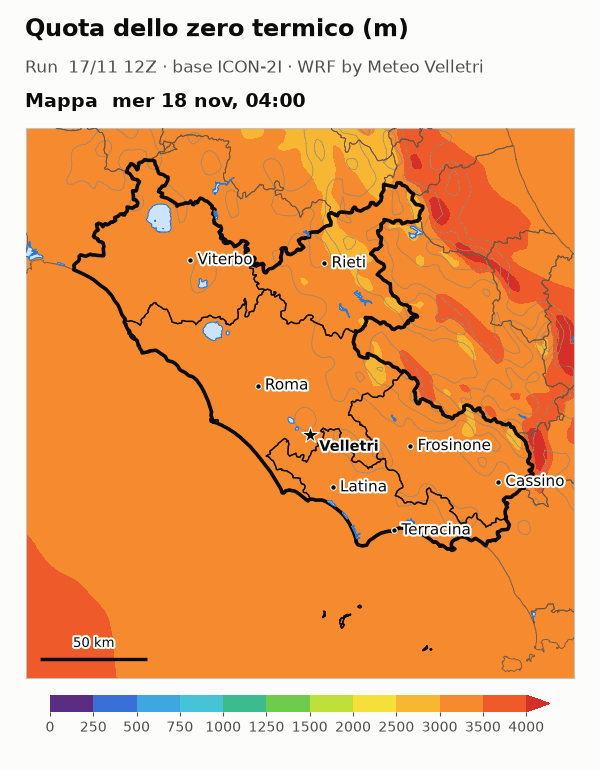 Quota dello zero termico (m)
Run  17/11 12Z · base ICON-2I · WRF by Meteo Velletri
Mappa  mer 18 nov, 04:00
Viterbo
Rieti
Roma
Velletri
Frosinone
Latina
Cassino
Terracina
50 km
0 250 500 750 1000 1250 1500 2000 2500 3000 3500 4000